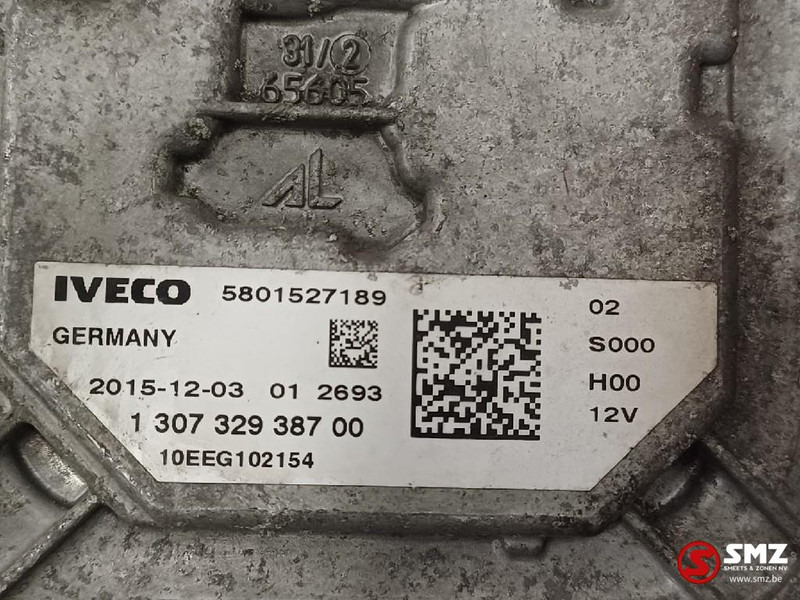 31/2
65605
AL
IVECO 5801527189
GERMANY
2015-12-03 01 2693
1 307 329 387 00
10EEG102154
02
S000
H00
12V
SMZ
SMEETS & ZONEN NV
www.smz.be